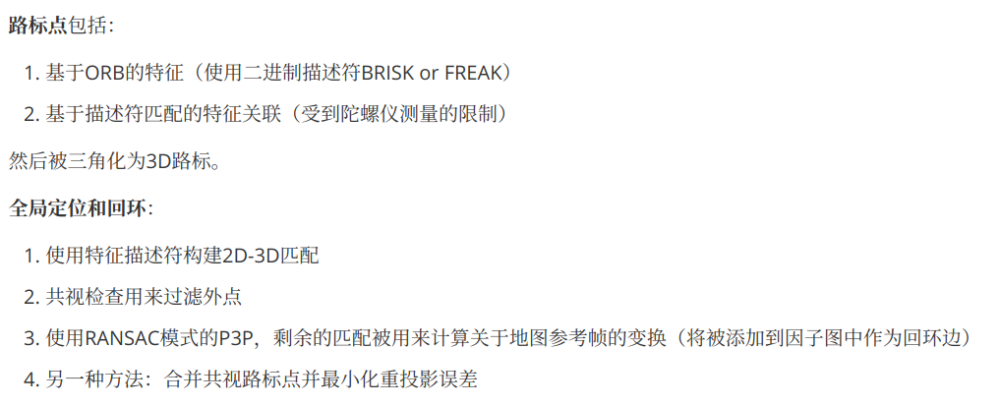 路标点包括：
1. 基于ORB的特征（使用二进制描述符BRISK or FREAK）
2. 基于描述符匹配的特征关联（受到陀螺仪测量的限制）
然后被三角化为3D路标。
全局定位和回环：
1. 使用特征描述符构建2D-3D匹配
2. 共视检查用来过滤外点
3. 使用RANSAC模式的P3P，剩余的匹配被用来计算关于地图参考帧的变换（将被添加到因子图中作为回环边）
4. 另一种方法：合并共视路标点并最小化重投影误差